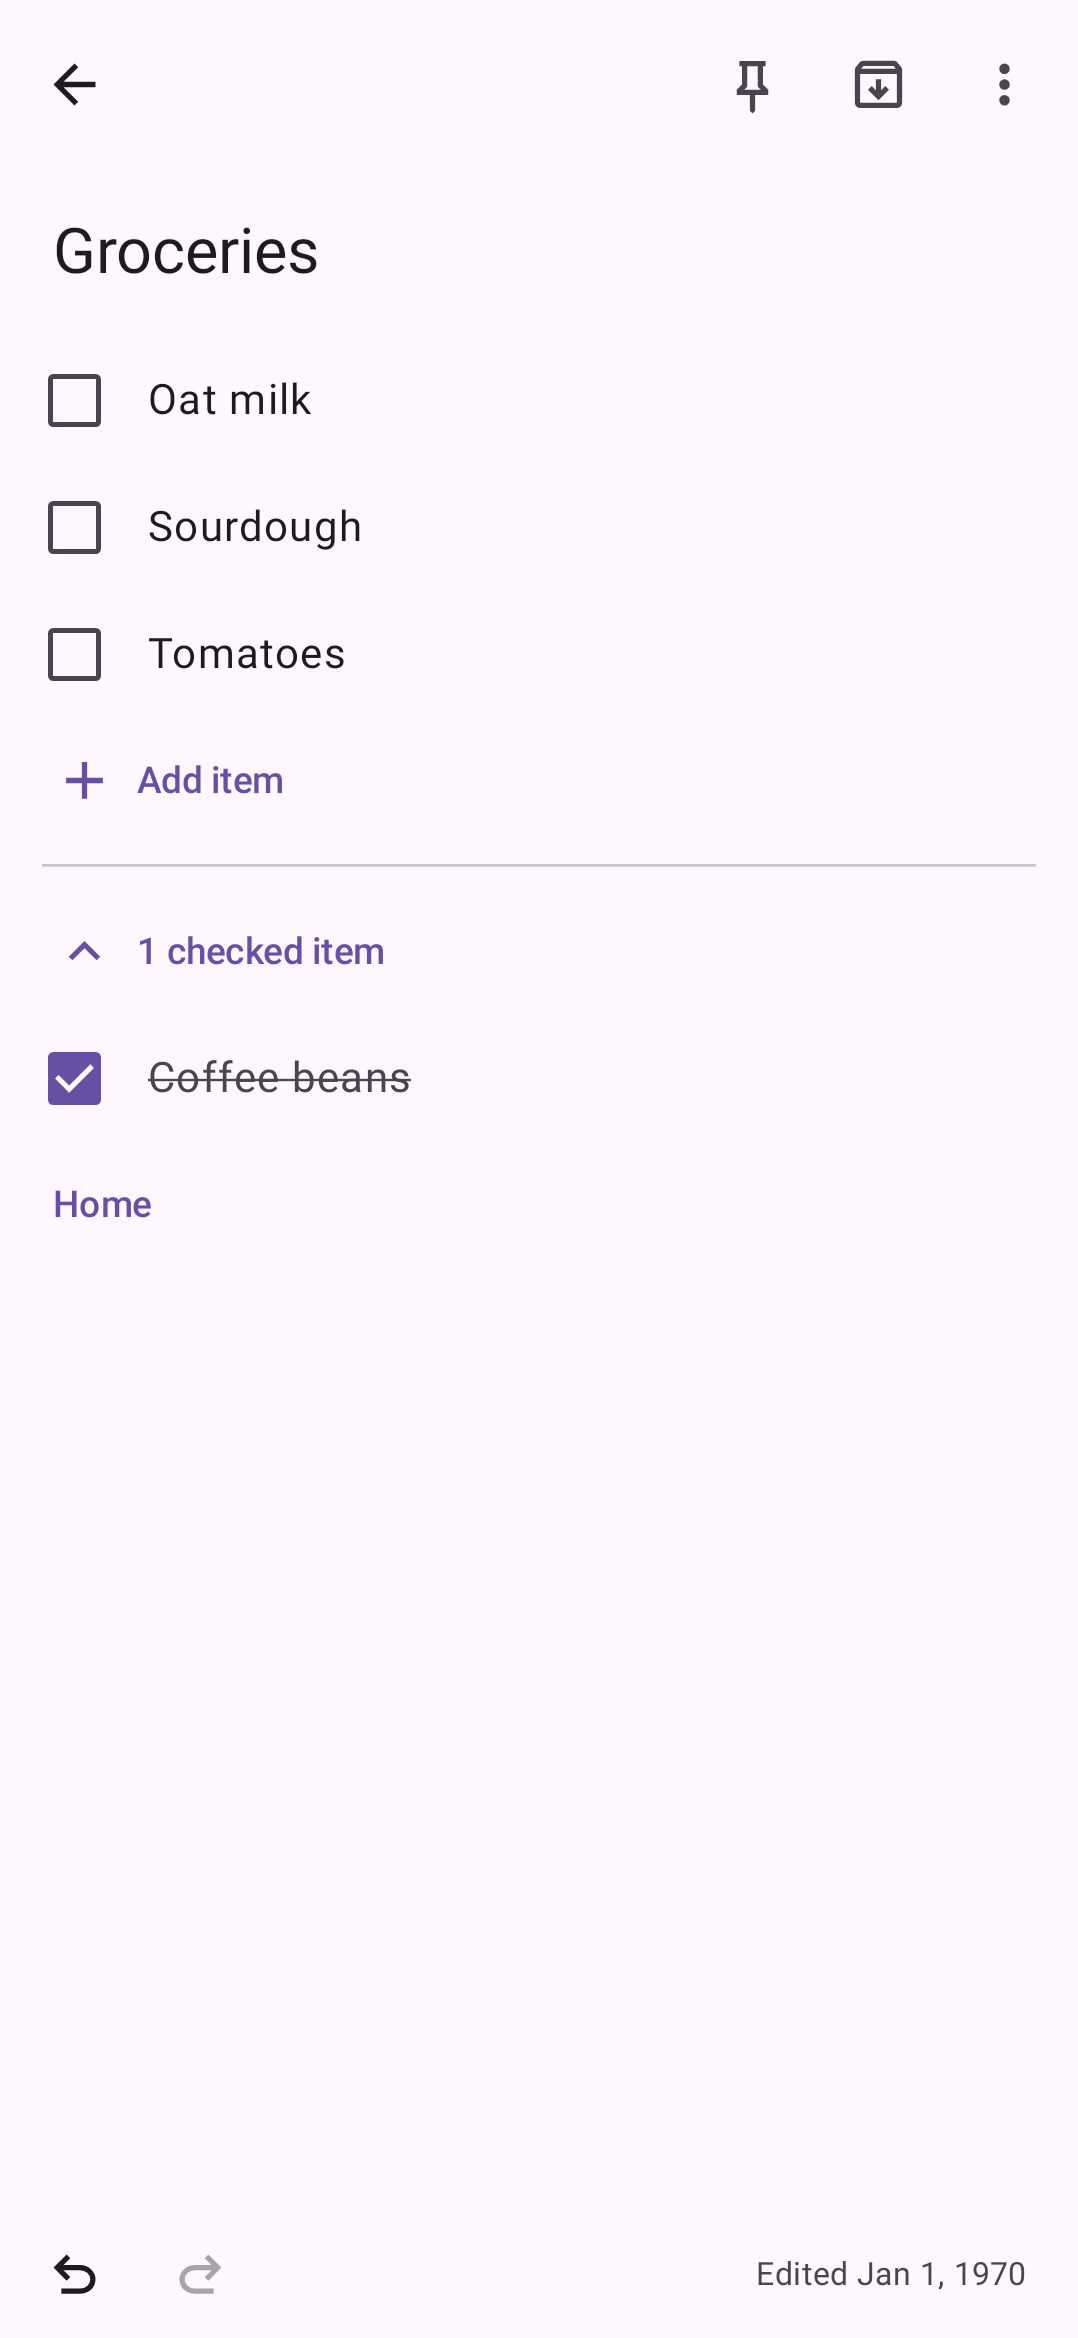 Groceries
Oat milk
Sourdough
Tomatoes
Add item
1 checked item
Coffee beans
Home
Edited Jan 1, 1970